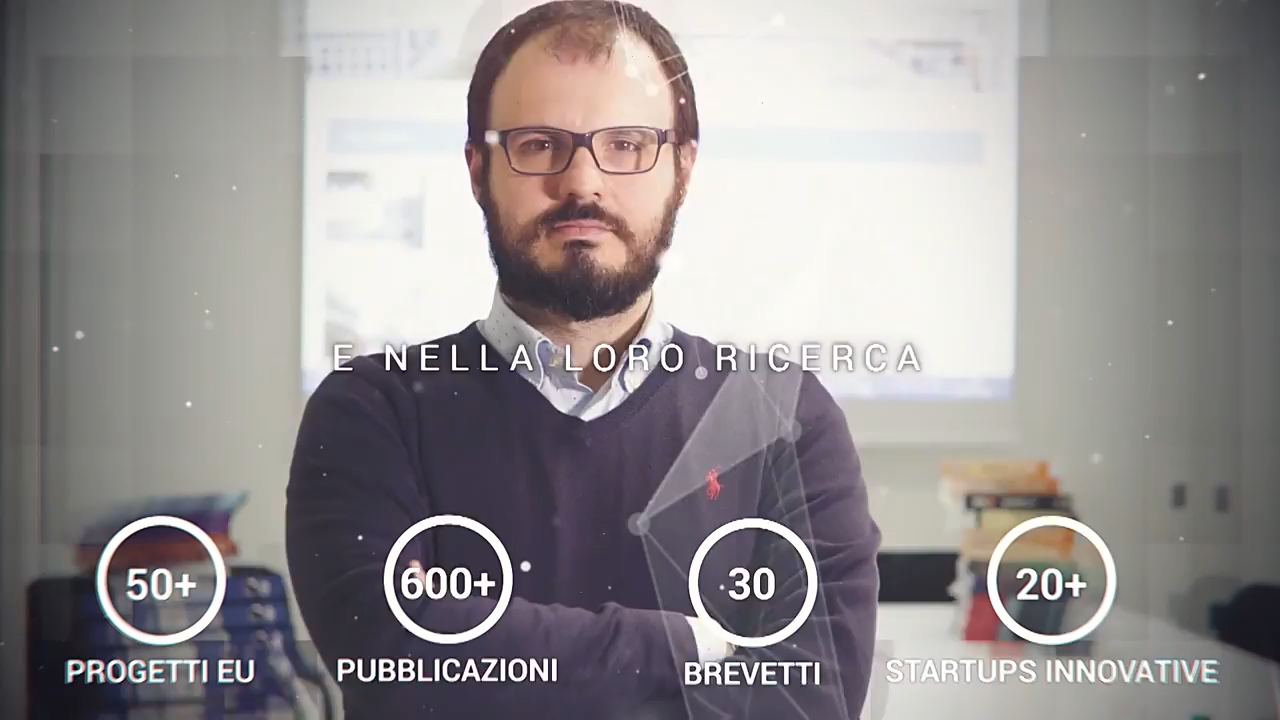 E NELLA LORO RICERCA
50+
600+
30
20+
PROGETTI EU
PUBBLICAZIONI
BREVETTI
STARTUPS INNOVATIVE